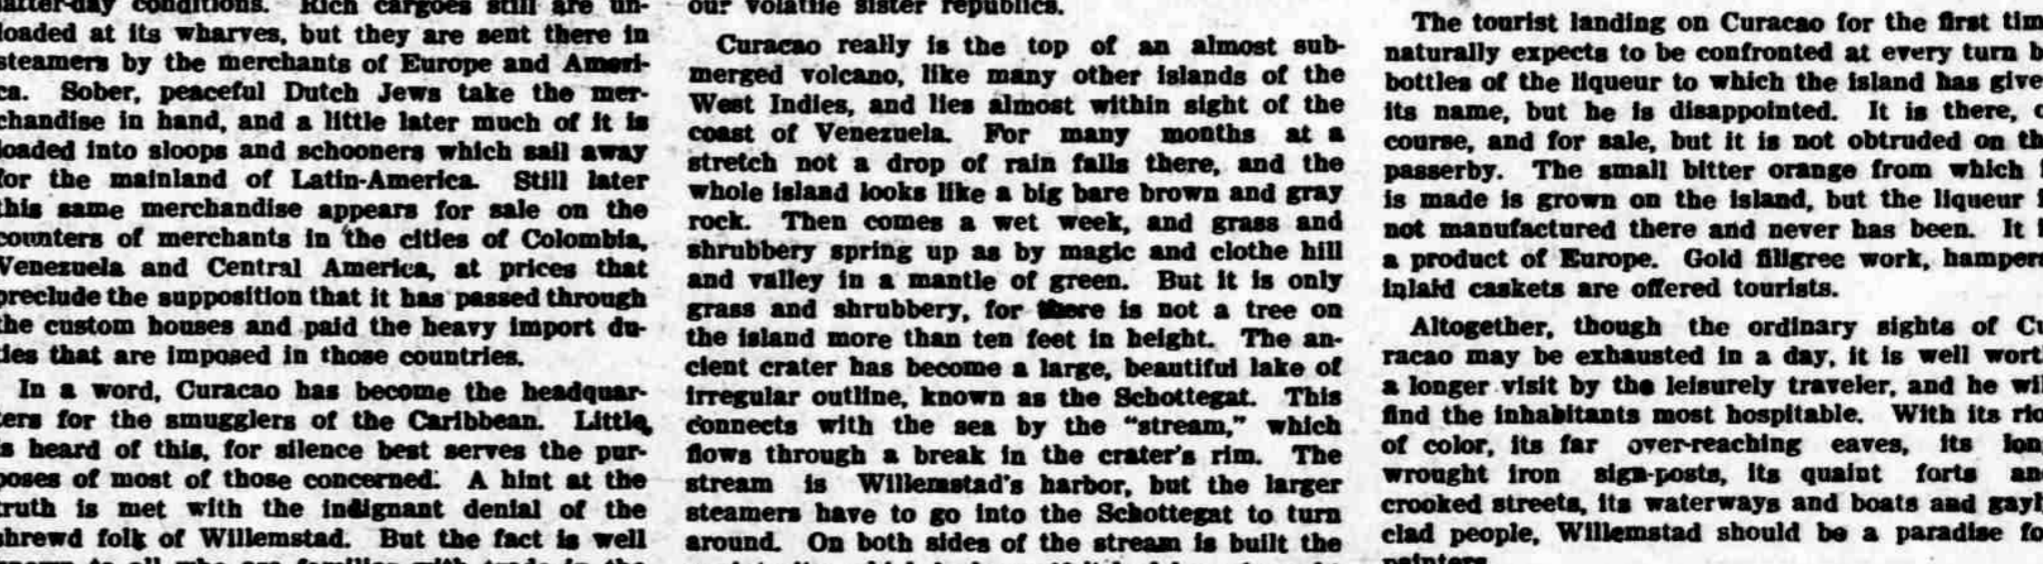 latter-day conditions. Rich cargoes still are un-
loaded at its wharves, but they are sent there in
steamers by the merchants of Europe and Ameri-
ca. Sober, peaceful Dutch Jews take the mer-
chandise in hand, and a little later much of it is
loaded into sloops and schooners which sail away
for the mainland of Latin-America. Still later
this same merchandise appears for sale on the
counters of merchants in the cities of Colombia,
Venezuela and Central America, at prices that
preclude the supposition that it has passed through
the custom houses and paid the heavy import du-
ties that are imposed in those countries.
In a word, Curacao has become the headquar-
ters for the smugglers of the Caribbean. Little,
is heard of this, for silence best serves the pur-
poses of most of those concerned. A hint at the
truth is met with the indignant denial of the
shrewd folk of Willemstad. But the fact is well
our volatile sister republics.
Curacao really is the top of an almost sub-
merged volcano, like many other islands of the
West Indies, and lies almost within sight of the
coast of Venezuela. For many months at a
stretch not a drop of rain falls there, and the
whole island looks like a big bare brown and gray
rock. Then comes a wet week, and grass and
shrubbery spring up as by magic and clothe hill
and valley in a mantle of green. But it is only
grass and shrubbery, for there is not a tree on
the island more than ten feet in height. The an-
cient crater has become a large, beautiful lake of
irregular outline, known as the Schottegat. This
connects with the sea by the "stream," which
flows through a break in the crater's rim. The
stream is Willemstad's harbor, but the larger
steamers have to go into the Schottegat to turn
around. On both sides of the stream is built the
The tourist landing on Curacao for the first tim
naturally expects to be confronted at every turn b
bottles of the liqueur to which the island has give
its name, but he is disappointed. It is there,
course, and for sale, but it is not obtruded on th
passerby. The small bitter orange from which i
is made is grown on the island, but the liqueur i
not manufactured there and never has been. It i
a product of Europe. Gold filigree work, hamper
inlaid caskets are offered tourists.
Altogether, though the ordinary sights of C
racao may be exhausted in a day, it is well wort
a longer visit by the leisurely traveler, and he wi
find the inhabitants most hospitable. With its ric
of color, its far over-reaching eaves, its lon
wrought iron sign-posts, its quaint forts an
crooked streets, its waterways and boats and gayl
clad people, Willemstad should be a paradise fo
painters